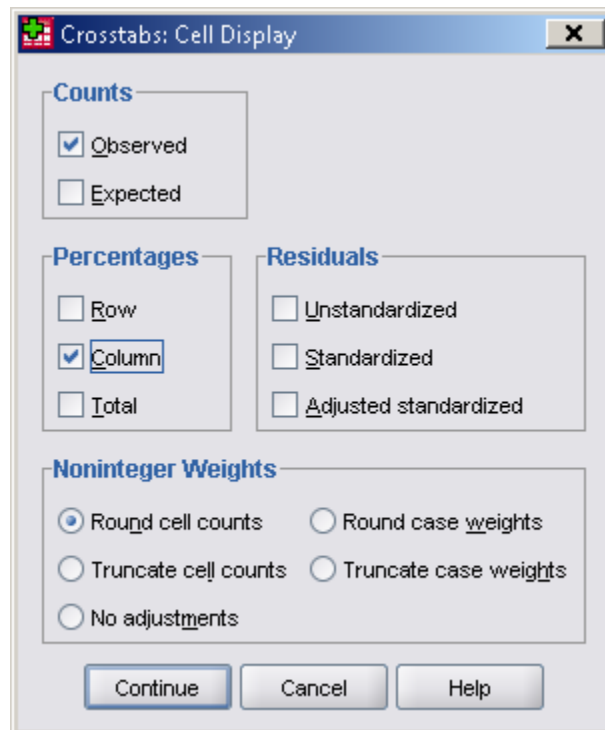 Crosstabs: Cell Display
Counts
Observed
Expected
Percentages
Row
Column
Total
Residuals
Unstandardized
Standardized
Adjusted standardized
Noninteger Weights
Round cell counts
Round case weights
Truncate cell counts
Truncate case weights
No adjustments
Continue
Cancel
Help